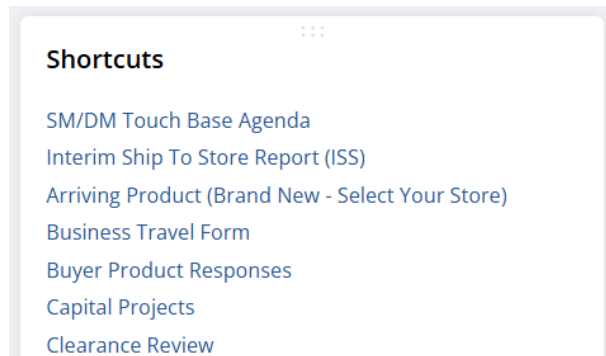 Shortcuts
SM/DM Touch Base Agenda
Interim Ship To Store Report (ISS)
Arriving Product (Brand New - Select Your Store)
Business Travel Form
Buyer Product Responses
Capital Projects
Clearance Review